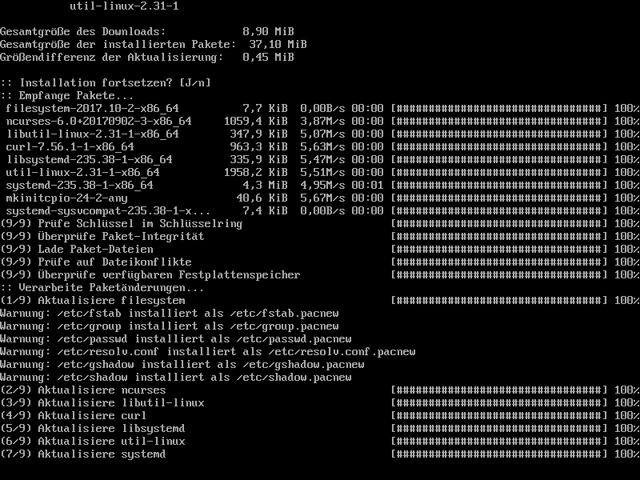 util-linux-2.31-1
Gesamtgröße des Downloads: 8,90 MiB
Gesamtgröße der installierten Pakete: 37,10 MiB
Größendifferenz der Aktualisierung: 0,45 MiB
:: Installation fortsetzen? [J/n]
:: Empfange Pakete...
filesystem-2017.10-2-x86_64 7,7 KiB 0,00B/s 00:00 [################################] 100%
ncurses-6.0+20170902-3-x86_64 1059,4 KiB 3,87M/s 00:00 [################################] 100%
libutil-linux-2.31-1-x86_64 347,9 KiB 5,07M/s 00:00 [################################] 100%
curl-7.56.1-1-x86_64 963,3 KiB 5,63M/s 00:00 [################################] 100%
libsystemd-235.38-1-x86_64 335,9 KiB 5,47M/s 00:00 [################################] 100%
util-linux-2.31-1-x86_64 1958,2 KiB 5,51M/s 00:00 [################################] 100%
systemd-235.38-1-x86_64 4,3 MiB 4,95M/s 00:01 [################################] 100%
mkinitcpio-24-2-any 40,6 KiB 5,67M/s 00:00 [################################] 100%
systemd-sysvcompat-235.38-1-x... 7,4 KiB 0,00B/s 00:00 [################################] 100%
(9/9) Prüfe Schlüssel im Schlüsselring [################################] 100%
(9/9) Überprüfe Paket-Integrität [################################] 100%
(9/9) Lade Paket-Dateien [################################] 100%
(9/9) Prüfe auf Dateikonflikte [################################] 100%
(9/9) Überprüfe verfügbaren Festplattenspeicher [################################] 100%
:: Verarbeite Paketänderungen...
(1/9) Aktualisiere filesystem [################################] 100%
Warnung: /etc/fstab installiert als /etc/fstab.pacnew
Warnung: /etc/group installiert als /etc/group.pacnew
Warnung: /etc/passwd installiert als /etc/passwd.pacnew
Warnung: /etc/resolv.conf installiert als /etc/resolv.conf.pacnew
Warnung: /etc/gshadow installiert als /etc/gshadow.pacnew
Warnung: /etc/shadow installiert als /etc/shadow.pacnew
(2/9) Aktualisiere ncurses [################################] 100%
(3/9) Aktualisiere libutil-linux [################################] 100%
(4/9) Aktualisiere curl [################################] 100%
(5/9) Aktualisiere libsystemd [################################] 100%
(6/9) Aktualisiere util-linux [################################] 100%
(7/9) Aktualisiere systemd [################################] 100%